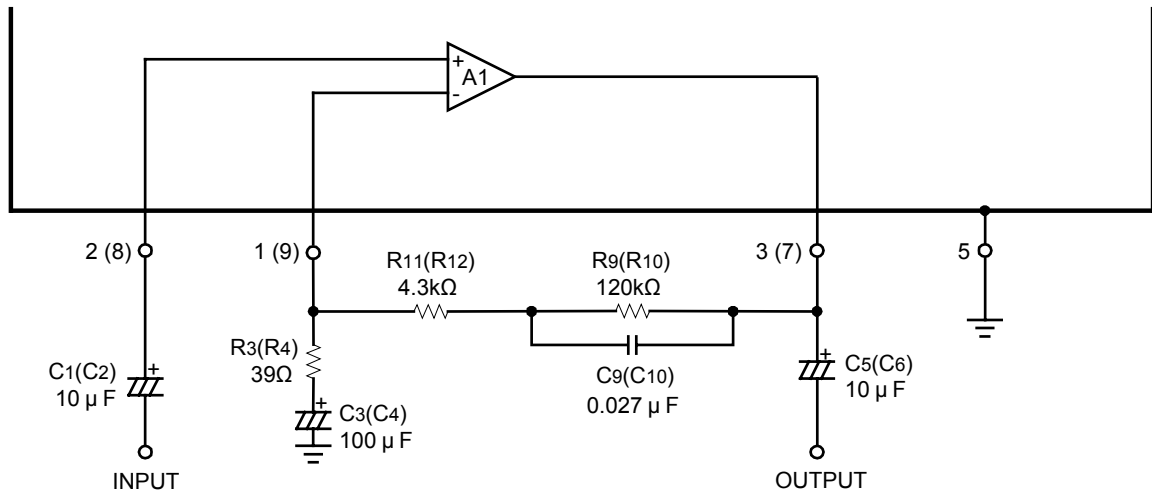 +
A1
-
2 (8)
1 (9)
3 (7)
5
R11(R12)
4.3kΩ
R9(R10)
120kΩ
R3(R4)
39Ω
C1(C2)
10 μ F
+
+
C3(C4)
100 μ F
C9(C10)
0.027 μ F
+
C5(C6)
10 μ F
INPUT
OUTPUT